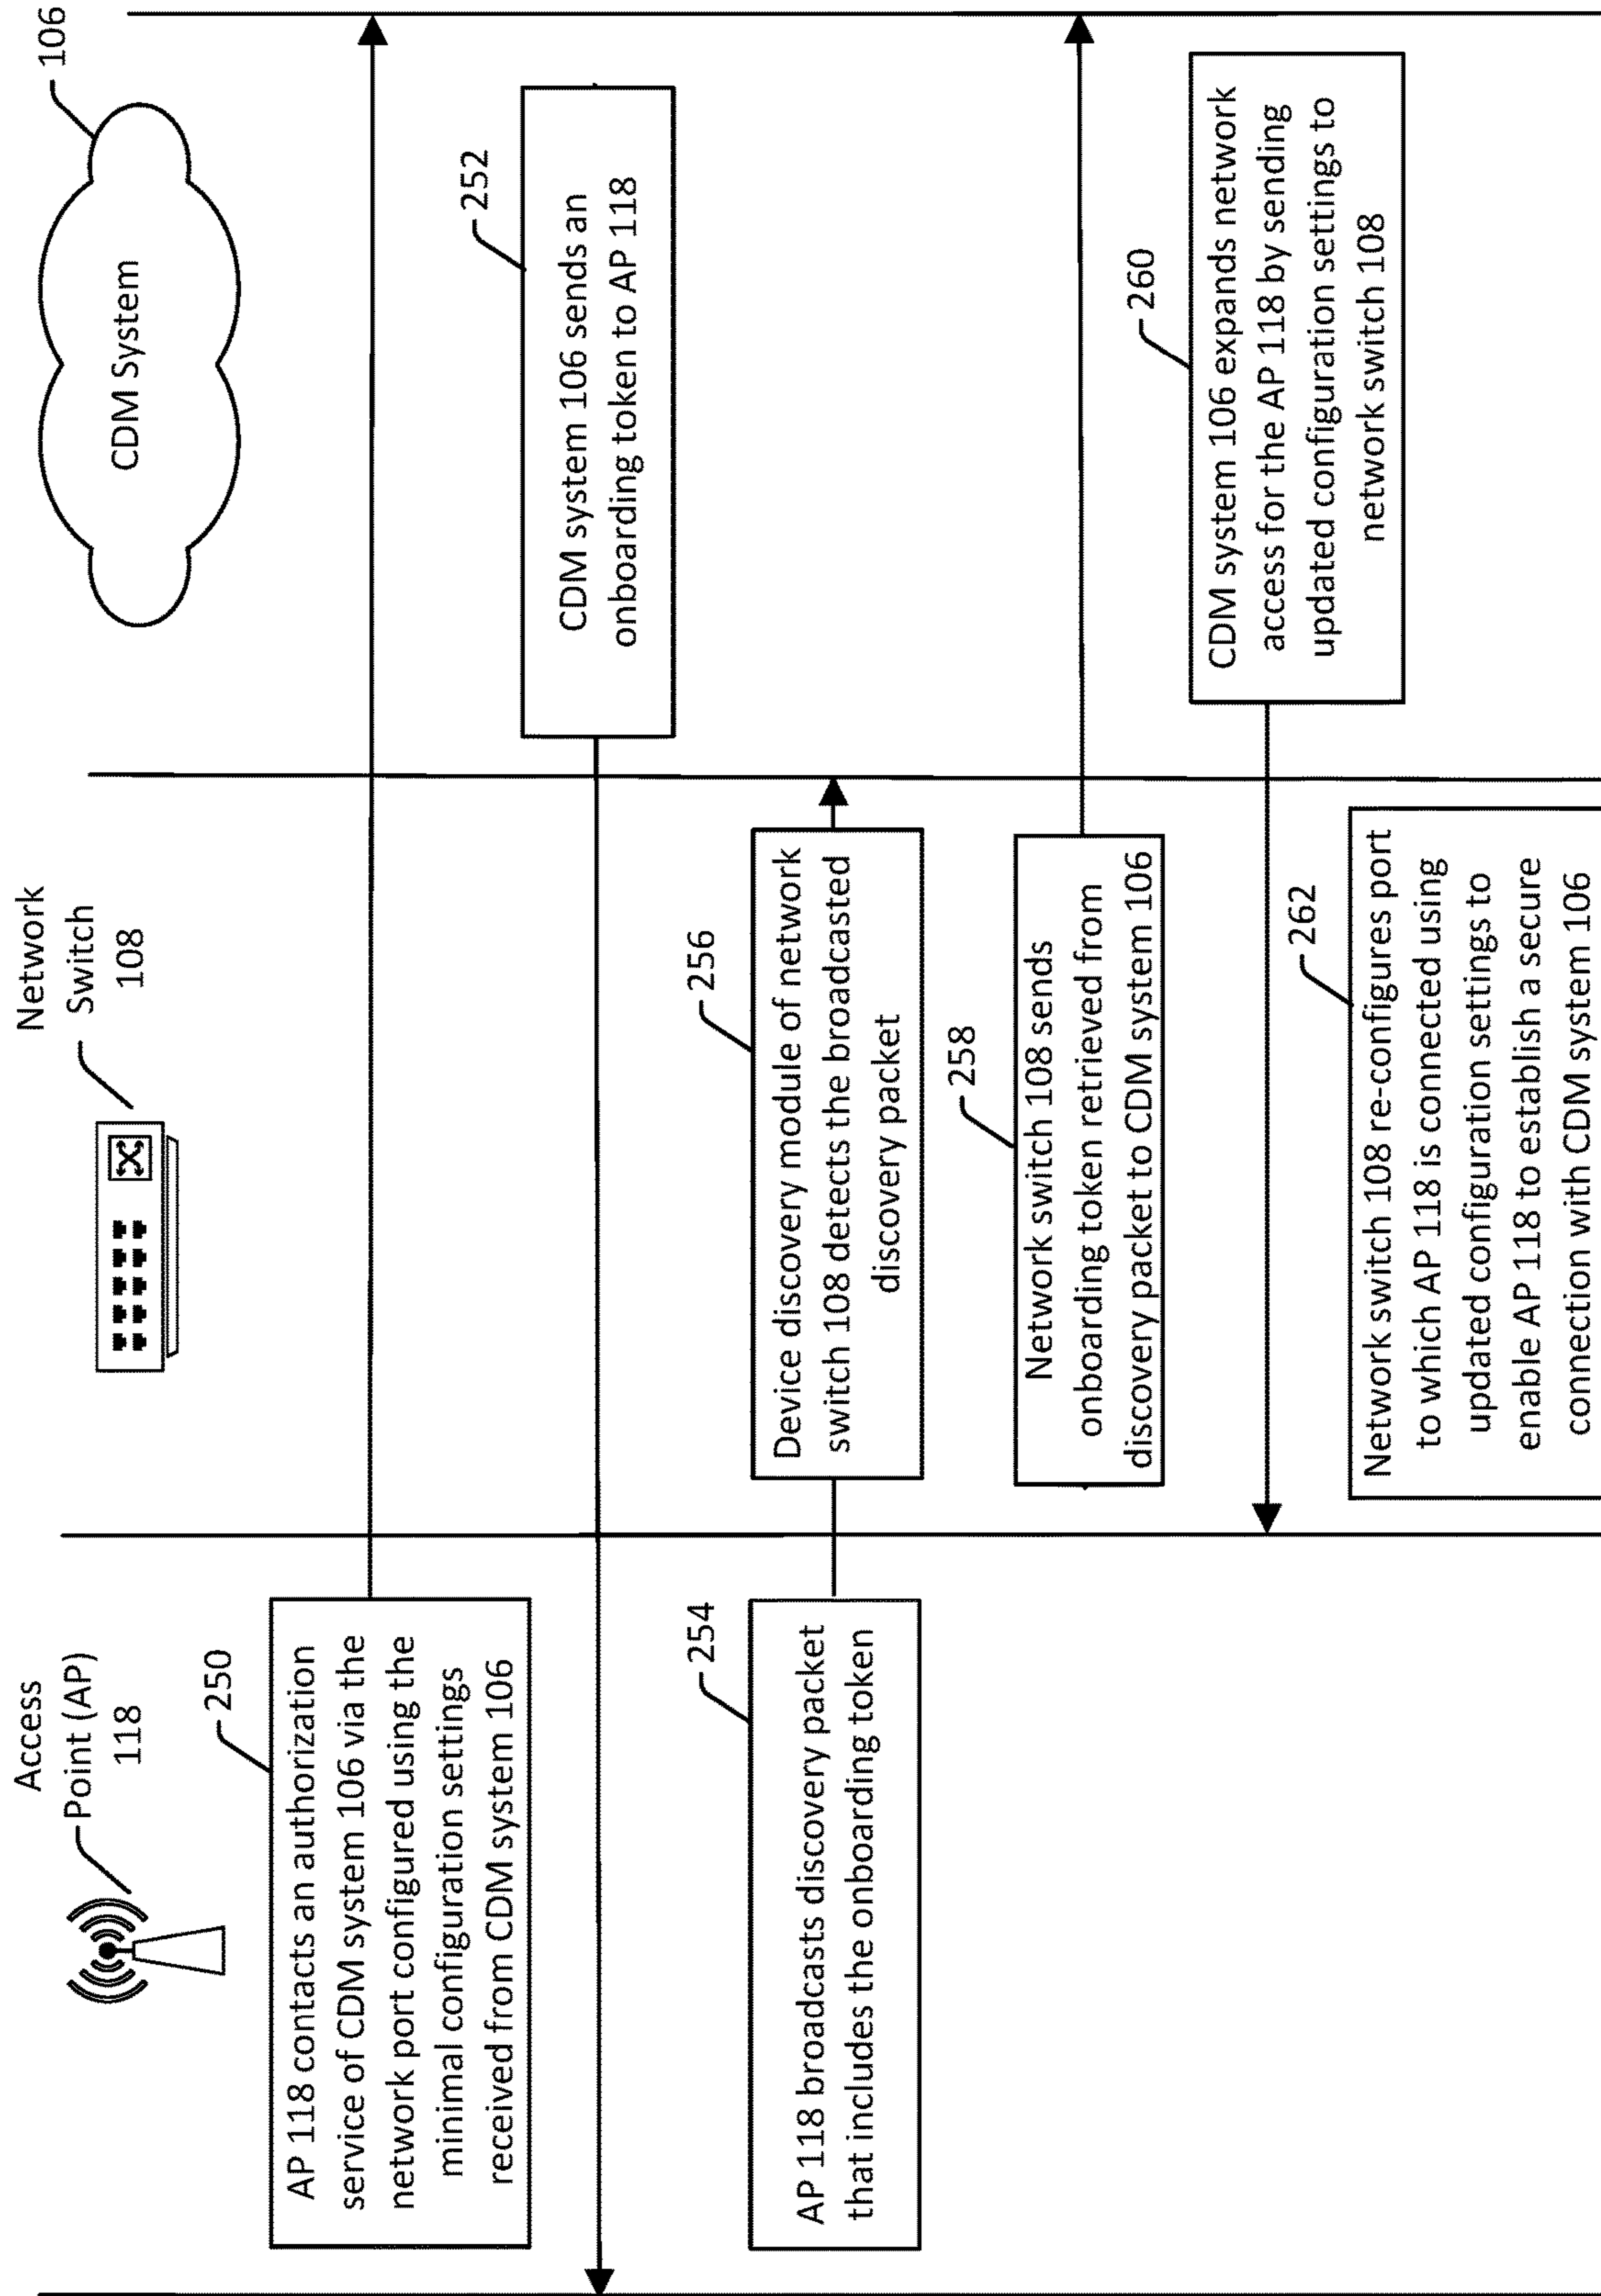 Access
Point (AP)
118
Network
Switch
108
CDM System
106
250
AP 118 contacts an authorization
service of CDM system 106 via the
network port configured using the
minimal configuration settings
received from CDM system 106
252
CDM system 106 sends an
onboarding token to AP 118
254
AP 118 broadcasts discovery packet
that includes the onboarding token
256
Device discovery module of network
switch 108 detects the broadcasted
discovery packet
258
Network switch 108 sends
onboarding token retrieved from
discovery packet to CDM system 106
260
CDM system 106 expands network
access for the AP 118 by sending
updated configuration settings to
network switch 108
262
Network switch 108 re-configures port
to which AP 118 is connected using
updated configuration settings to
enable AP 118 to establish a secure
connection with CDM system 106